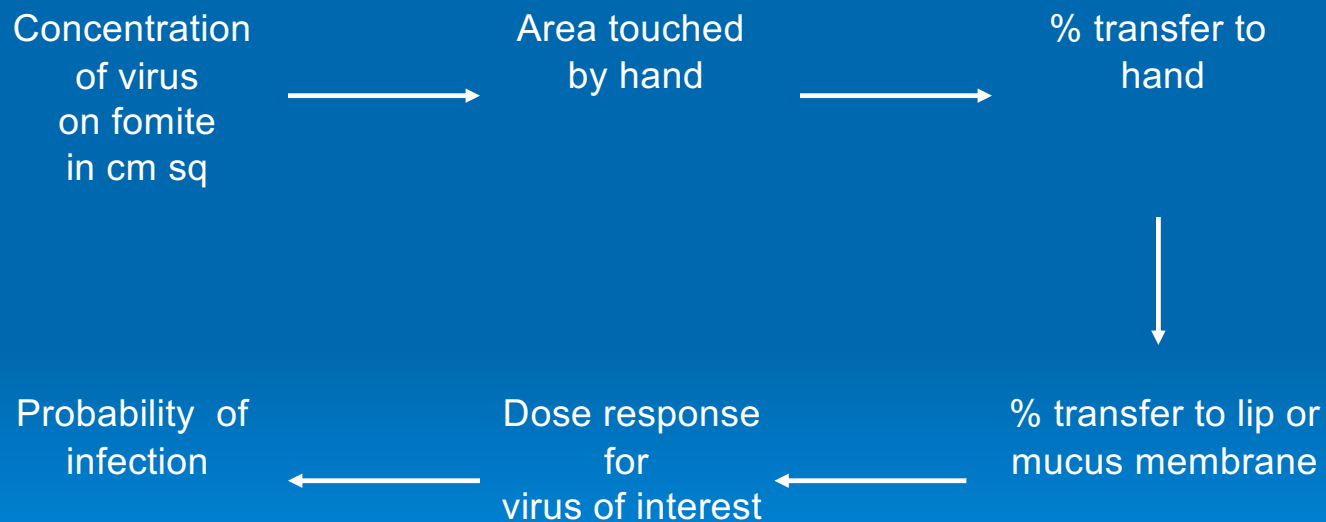 Concentration
of virus
on fomite
in cm sq
Area touched
by hand
% transfer to
hand
% transfer to lip or
mucus membrane
Dose response
for
virus of interest
Probability of
infection